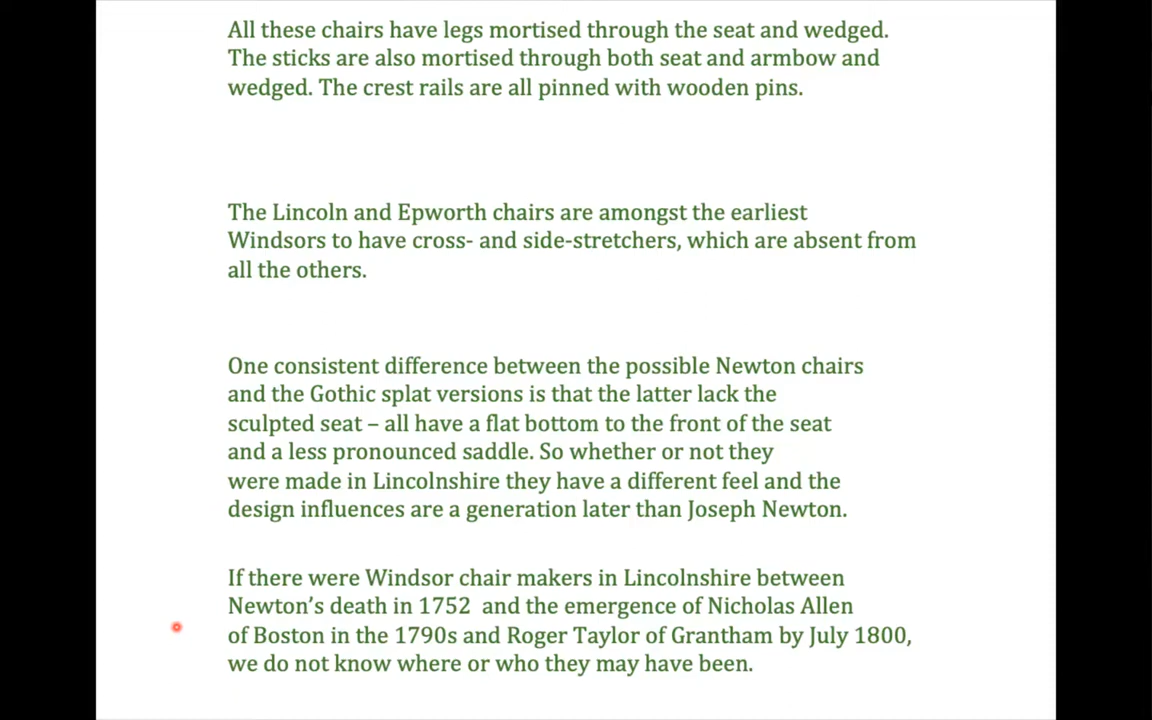 All these chairs have legs mortised through the seat and wedged.
The sticks are also mortised through both seat and armbow and
wedged. The crest rails are all pinned with wooden pins.
The Lincoln and Epworth chairs are amongst the earliest
Windsors to have cross- and side-stretchers, which are absent from
all the others.
One consistent difference between the possible Newton chairs
and the Gothic splat versions is that the latter lack the
sculpted seat – all have a flat bottom to the front of the seat
and a less pronounced saddle. So whether or not they
were made in Lincolnshire they have a different feel and the
design influences are a generation later than Joseph Newton.
If there were Windsor chair makers in Lincolnshire between
Newton’s death in 1752  and the emergence of Nicholas Allen
of Boston in the 1790s and Roger Taylor of Grantham by July 1800,
we do not know where or who they may have been.